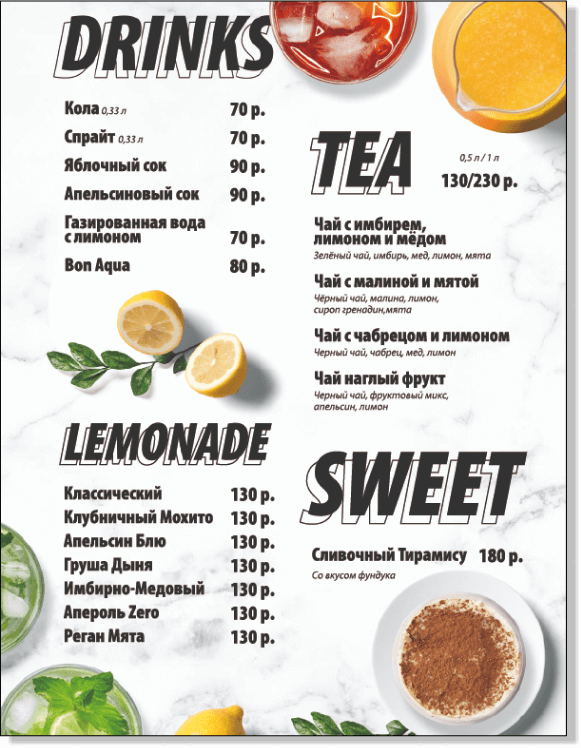 DRINKS
Кола 0,33 л 70 р.
Спрайт 0,33 л 70 р.
Яблочный сок 90 р.
Апельсиновый сок 90 р.
Газированная вода
с лимоном 70 р.
Bon Aqua 80 р.
TEA
0,5 л / 1 л
130/230 р.
Чай с имбирем,
лимоном и мёдом
Зелёный чай, имбирь, мед, лимон, мята
Чай с малиной и мятой
Чёрный чай, малина, лимон,
сироп гренадин,мята
Чай с чабрецом и лимоном
Черный чай, чабрец, мед, лимон
Чай наглый фрукт
Черный чай, фруктовый микс,
апельсин, лимон
LEMONADE
Классический 130 р.
Клубничный Мохито 130 р.
Апельсин Блю 130 р.
Груша Дыня 130 р.
Имбирно-Медовый 130 р.
Апероль Zero 130 р.
Реган Мята 130 р.
SWEET
Сливочный Тирамису 180 р.
Со вкусом фундука